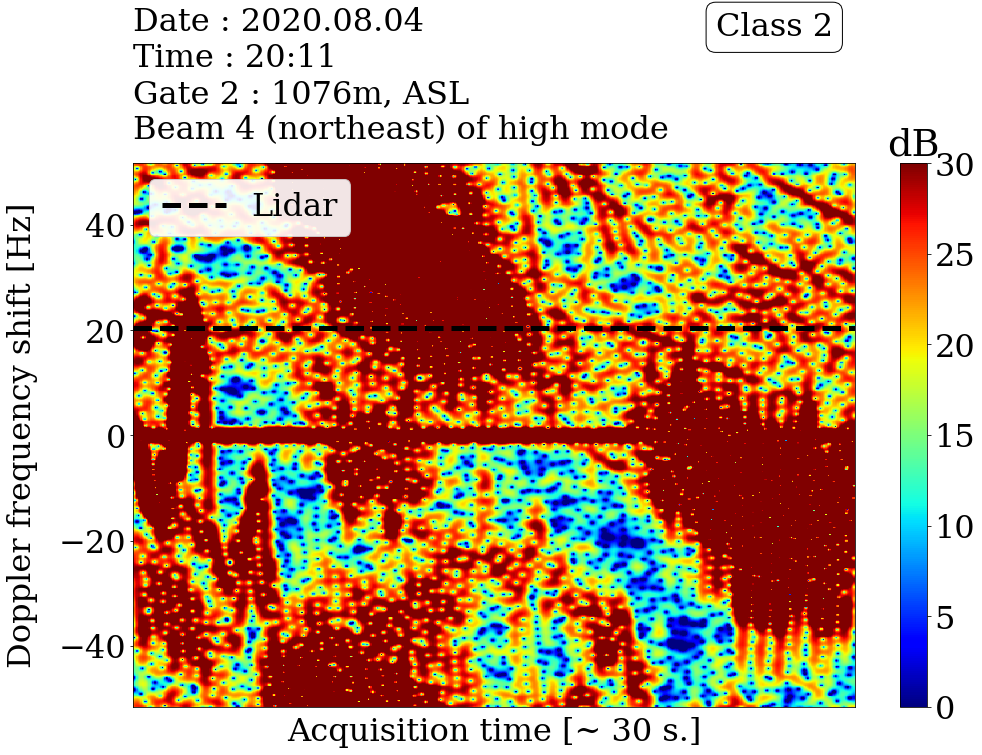 Date : 2020.08.04
Time : 20:11
Gate 2 : 1076m, ASL
Beam 4 (northeast) of high mode
Class 2
dB
Lidar
Doppler frequency shift [Hz]
40
20
0
−20
−40
Acquisition time [~ 30 s.]
30
25
20
15
10
5
0